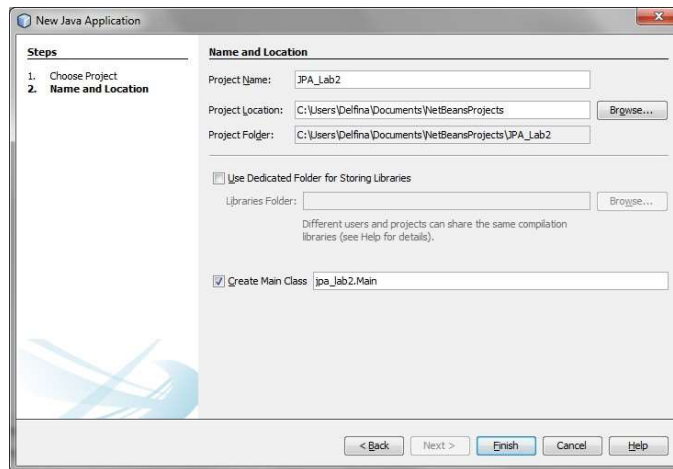 New Java Application
Steps
1. Choose Project
2. Name and Location
Name and Location
Project Name: JPA_Lab2
Project Location: C:\Users\Delfina\Documents\NetBeansProjects Browse...
Project Folder: C:\Users\Delfina\Documents\NetBeansProjects\JPA_Lab2
Use Dedicated Folder for Storing Libraries
Libraries Folder: Browse...
Different users and projects can share the same compilation
libraries (see Help for details).
Create Main Class jpa_lab2.Main
< Back Next > Finish Cancel Help